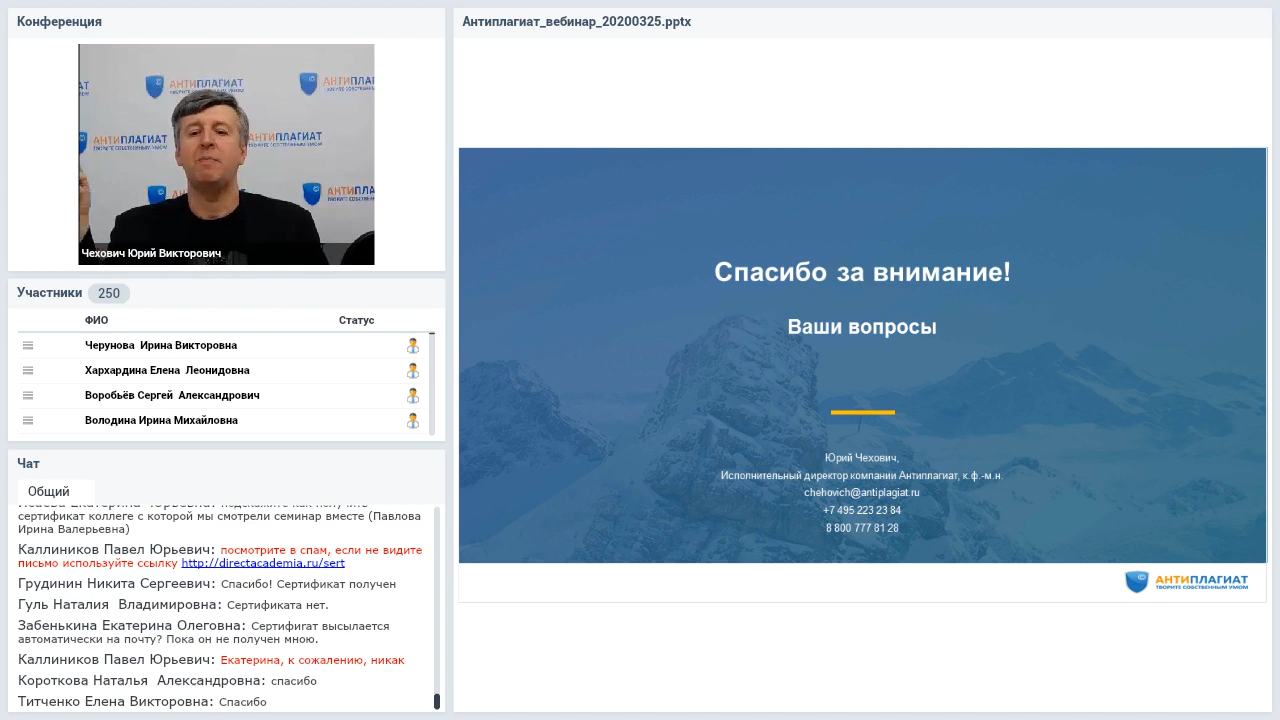 Конференция
АНТИПЛАГИАТ
АНТИПЛАГИАТ
ТВОРИТЕ СОБСТВЕННЫМ УМОМ
Чехович Юрий Викторович
Участники 250
ФИО Статус
Черунова Ирина Викторовна
Хархардина Елена Леонидовна
Воробьёв Сергей Александрович
Володина Ирина Михайловна
Чат
Общий
сертификат коллеге с которой мы смотрели семинар вместе (Павлова
Ирина Валерьевна)
Каллиников Павел Юрьевич: посмотрите в спам, если не видите
письмо используйте ссылку http://directacademia.ru/sert
Грудинин Никита Сергеевич: Спасибо! Сертификат получен
Гуль Наталия Владимировна: Сертификата нет.
Забенькина Екатерина Олеговна: Сертифигат высылается
автоматически на почту? Пока он не получен мною.
Каллиников Павел Юрьевич: Екатерина, к сожалению, никак
Короткова Наталья Александровна: спасибо
Титченко Елена Викторовна: Спасибо
Антиплагиат_вебинар_20200325.pptx
Спасибо за внимание!
Ваши вопросы
Юрий Чехович,
Исполнительный директор компании Антиплагиат, к.ф.-м.н.
chehovich@antiplagiat.ru
+7 495 223 23 84
8 800 777 81 28
АНТИПЛАГИАТ
ТВОРИТЕ СОБСТВЕННЫМ УМОМ